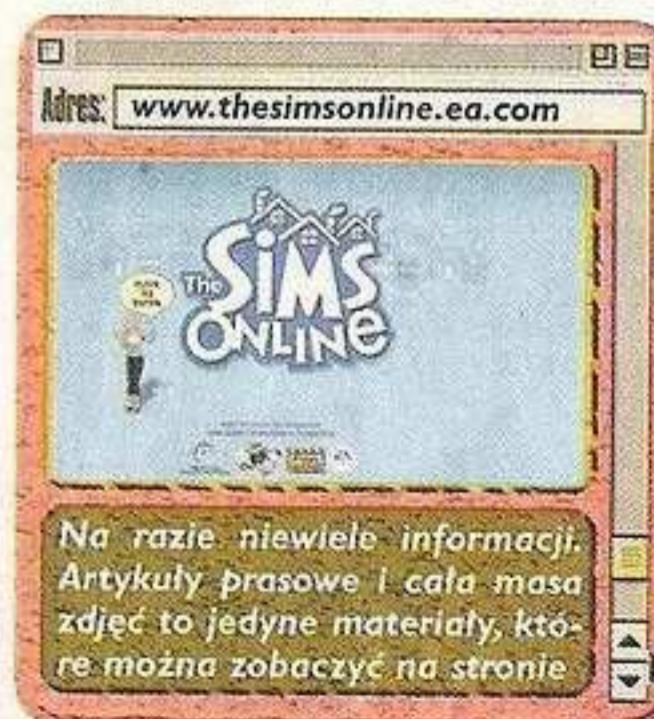 Adres: www.thesimsonline.ea.com
The
SiMS
ONLINe
Na razie niewiele informacji.
Artykuły prasowe i cała masa
zdjęć to jedyne materiały, któ-
re można zobaczyć na stronie